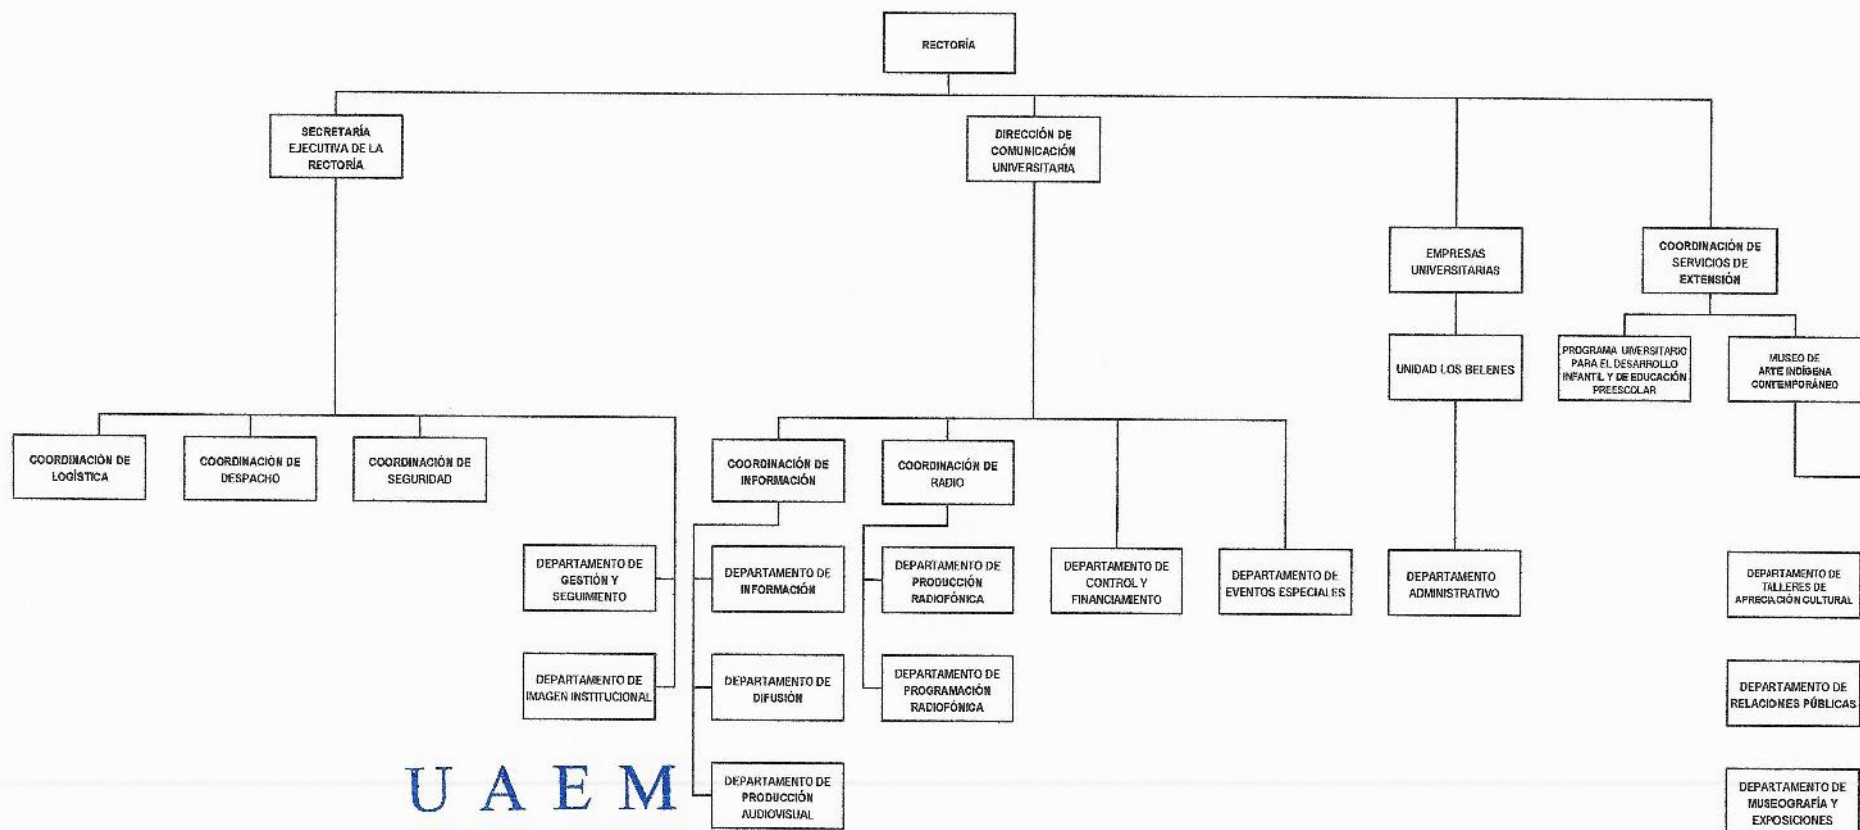 RECTORÍA
SECRETARÍA
EJECUTIVA DE LA
RECTORÍA
DIRECCIÓN DE
COMUNICACIÓN
UNIVERSITARIA
EMPRESAS
UNIVERSITARIAS
COORDINACIÓN DE
SERVICIOS DE
EXTENSIÓN
UNIDAD LOS BELENES
PROGRAMA UIVERSITARIO
PARA EL DESARROLLO
INFANTIL Y DE EDUCACIÓN
PREESCOLAR
MUSEO DE
ARTE INDÍGENA
CONTEMPORÁNEO
COORDINACIÓN DE
LOGÍSTICA
COORDINACIÓN DE
DESPACHO
COORDINACIÓN DE
SEGURIDAD
COORDINACIÓN DE
INFORMACIÓN
COORDINACIÓN DE
RADIO
DEPARTAMENTO DE
GESTIÓN Y
SEGUIMIENTO
DEPARTAMENTO DE
INFORMACIÓN
DEPARTAMENTO DE
PRODUCCIÓN
RADIOFÓNICA
DEPARTAMENTO DE
CONTROL Y
FINANCIAMIENTO
DEPARTAMENTO DE
EVENTOS ESPECIALES
DEPARTAMENTO
ADMINISTRATIVO
DEPARTAMENTO DE
TALLERES DE
APRECIACIÓN CULTURAL
DEPARTAMENTO DE
IMAGEN INSTITUCIONAL
DEPARTAMENTO DE
DIFUSIÓN
DEPARTAMENTO DE
PROGRAMACIÓN
RADIOFÓNICA
DEPARTAMENTO DE
RELACIONES PÚBLICAS
UAEM
DEPARTAMENTO DE
PRODUCCIÓN
AUDIOVISUAL
DEPARTAMENTO DE
MUSEOGRAFÍA Y
EXPOSICIONES